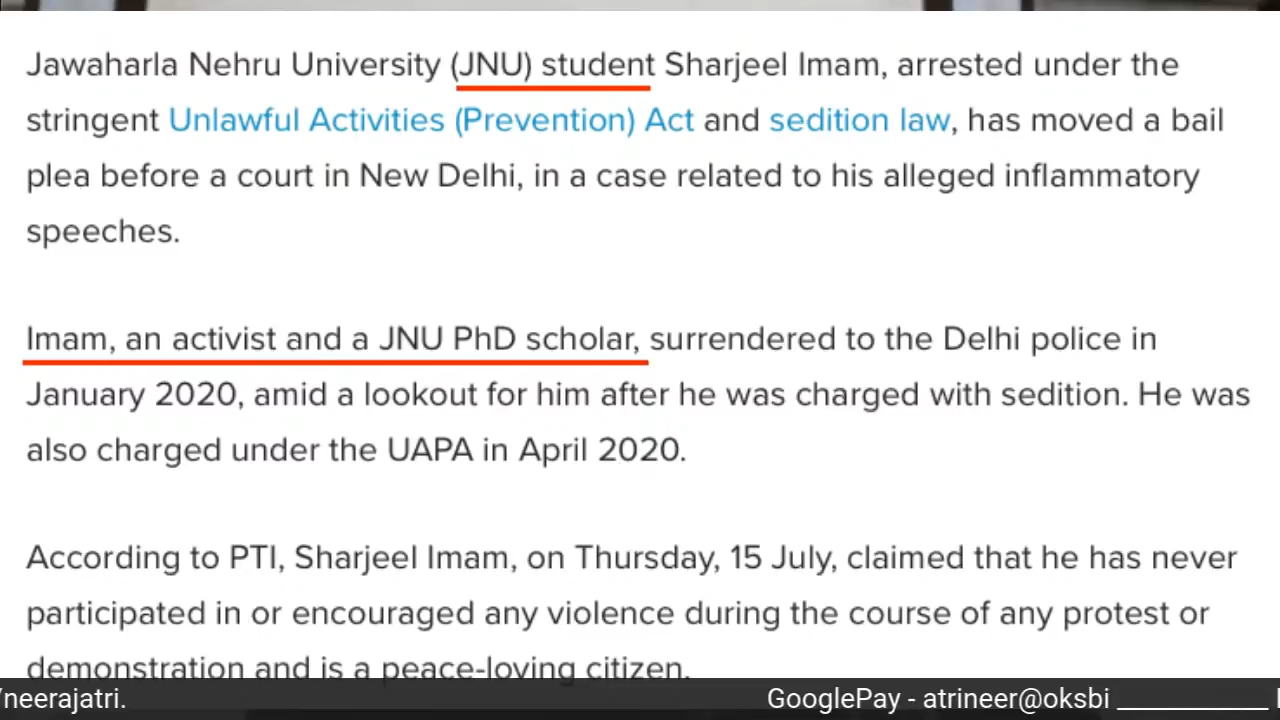 Jawaharla Nehru University (JNU) student Sharjeel Imam, arrested under the
stringent Unlawful Activities (Prevention) Act and sedition law, has moved a bail
plea before a court in New Delhi, in a case related to his alleged inflammatory
speeches.
Imam, an activist and a JNU PhD scholar, surrendered to the Delhi police in
January 2020, amid a lookout for him after he was charged with sedition. He was
also charged under the UAPA in April 2020.
According to PTI, Sharjeel Imam, on Thursday, 15 July, claimed that he has never
participated in or encouraged any violence during the course of any protest or
demonstration and is a peace-loving citizen.
/neerajatri. GooglePay - atrineer@oksbi ___________